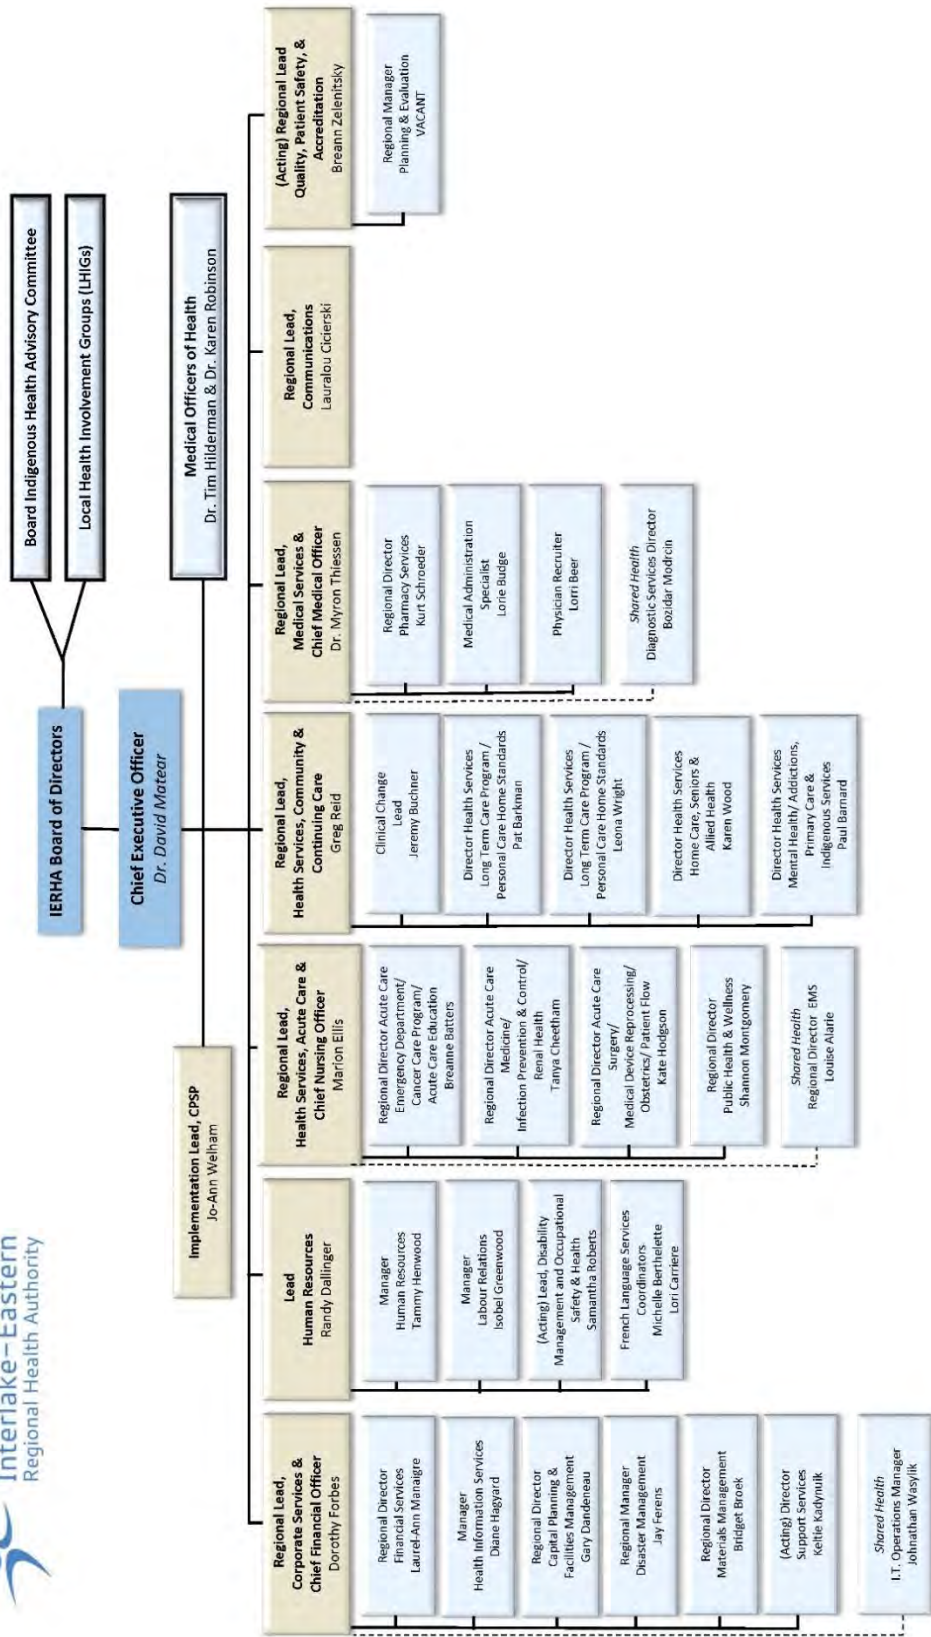 Interlake-Eastern
Regional Health Authority
IERHA Board of Directors
Board Indigenous Health Advisory Committee
Local Health Involvement Groups (LHIGs)
Chief Executive Officer
Dr. David Matear
Implementation Lead, CPSP
Jo-Ann Welham
Medical Officers of Health
Dr. Tim Hilderman & Dr. Karen Robinson
Regional Lead,
Corporate Services &
Chief Financial Officer
Dorothy Forbes
Regional Director
Financial Services
Laurel-Ann Manaigre
Manager
Health Information Services
Diane Hagyard
Regional Director
Capital Planning &
Facilities Management
Gary Dandeneau
Regional Manager
Disaster Management
Jay Ferens
Regional Director
Materials Management
Bridget Broek
(Acting) Director
Support Services
Keltie Kadynuik
Shared Health
I.T. Operations Manager
Johnathan Wasylik
Lead
Human Resources
Randy Dallinger
Manager
Human Resources
Tammy Henwood
Manager
Labour Relations
Isobel Greenwood
(Acting) Lead, Disability
Management and Occupational
Safety & Health
Samantha Roberts
French Language Services
Coordinators
Michelle Berthelette
Lori Carriere
Regional Lead,
Health Services, Acute Care &
Chief Nursing Officer
Marion Ellis
Regional Director Acute Care
Emergency Department/
Cancer Care Program/
Acute Care Education
Breanne Batters
Regional Director Acute Care
Medicine/
Infection Prevention & Control/
Renal Health
Tanya Cheetham
Regional Director Acute Care
Surgery/
Medical Device Reprocessing/
Obstetrics/ Patient Flow
Kate Hodgson
Regional Director
Public Health & Wellness
Shannon Montgomery
Shared Health
Regional Director EMS
Louise Alarie
Regional Lead,
Health Services, Community &
Continuing Care
Greg Reid
Clinical Change
Lead
Jeremy Buchner
Director Health Services
Long Term Care Program /
Personal Care Home Standards
Pat Barkman
Director Health Services
Long Term Care Program /
Personal Care Home Standards
Leona Wright
Director Health Services
Home Care, Seniors &
Allied Health
Karen Wood
Director Health Services
Mental Health/ Addictions,
Primary Care &
Indigenous Services
Paul Barnard
Regional Lead,
Medical Services &
Chief Medical Officer
Dr. Myron Thiessen
Regional Director
Pharmacy Services
Kurt Schroeder
Medical Administration
Specialist
Lorie Budge
Physician Recruiter
Lorri Beer
Shared Health
Diagnostic Services Director
Bozidar Modrcin
Regional Lead,
Communications
Lauralou Cicierski
(Acting) Regional Lead
Quality, Patient Safety, &
Accreditation
Breann Zelenitsky
Regional Manager
Planning & Evaluation
VACANT